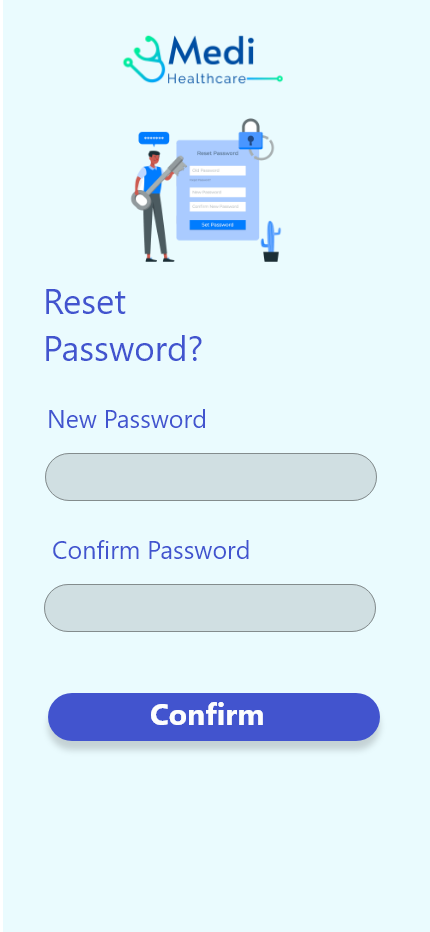 Medi
Healthcare
Reset Password
Old Password
New Password
Confirm New Password
Set Password
Reset
Password?
New Password
Confirm Password
Confirm